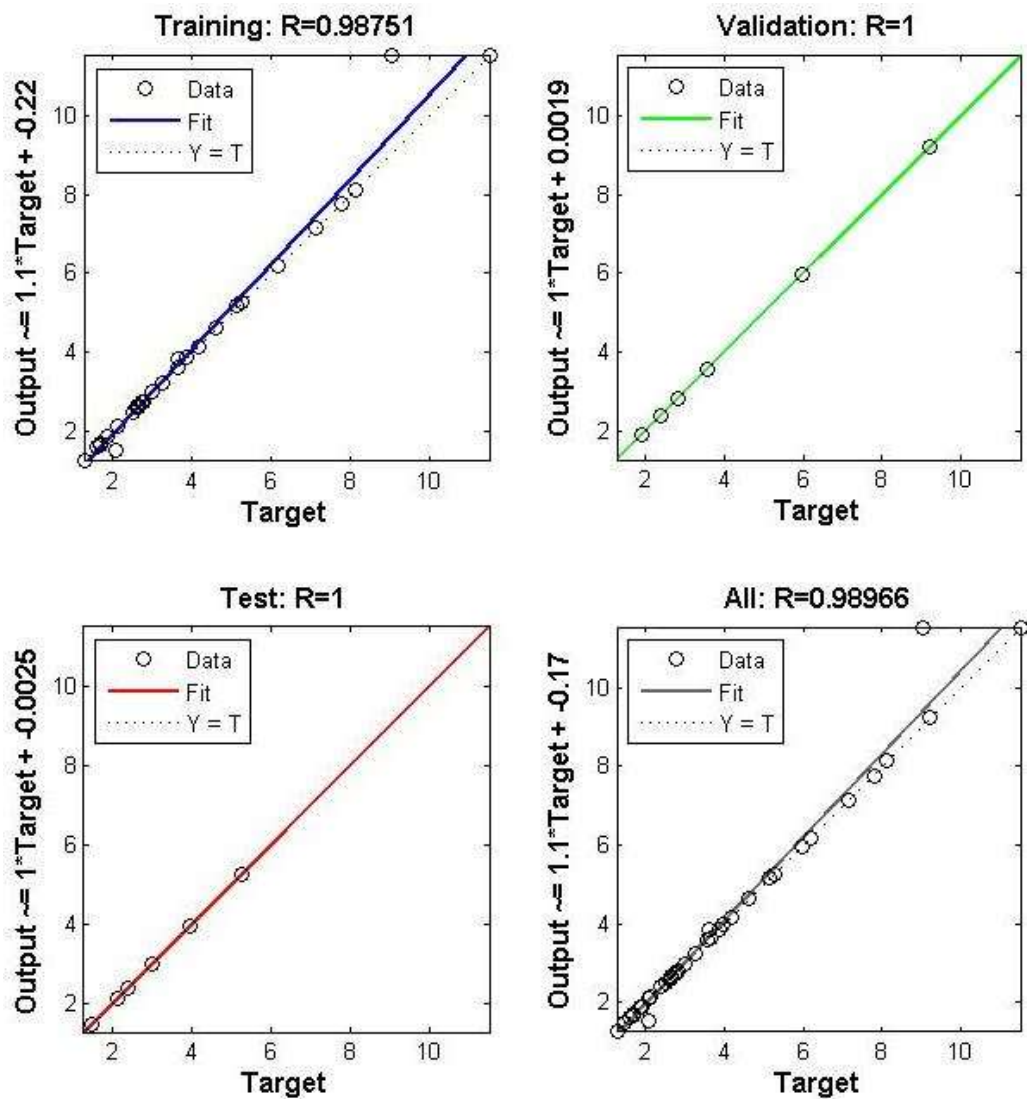 Training: R=0.98751
Output ~= 1.1*Target + -0.22
Data
Fit
Y = T
10
8
6
4
2
2 4 6 8 10
Target
Validation: R=1
Output ~= 1*Target + 0.0019
Data
Fit
Y = T
10
8
6
4
2
2 4 6 8 10
Target
Test: R=1
Output ~= 1*Target + -0.0025
Data
Fit
Y = T
10
8
6
4
2
2 4 6 8 10
Target
All: R=0.98966
Output ~= 1.1*Target + -0.17
Data
Fit
Y = T
10
8
6
4
2
2 4 6 8 10
Target